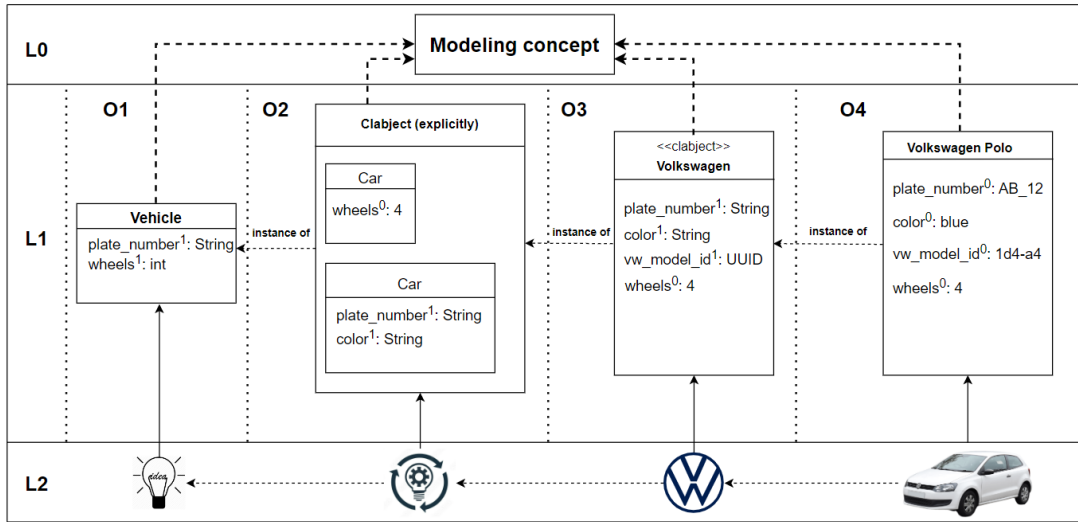 L0
Modeling concept
L1
O1
O2
O3
O4
Vehicle
plate_number¹: String
wheels¹: int
instance of
Clabject (explicitly)
Car
wheels⁰: 4
Car
plate_number¹: String
color¹: String
instance of
<<clabject>>
Volkswagen
plate_number¹: String
color¹: String
vw_model_id¹: UUID
wheels⁰: 4
instance of
Volkswagen Polo
plate_number⁰: AB_12
color⁰: blue
vw_model_id⁰: 1d4-a4
wheels⁰: 4
L2
idea